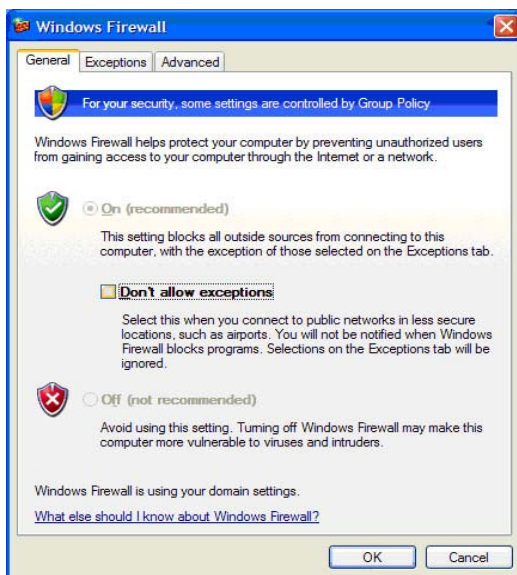 Windows Firewall
General Exceptions Advanced
For your security, some settings are controlled by Group Policy
Windows Firewall helps protect your computer by preventing unauthorized users
from gaining access to your computer through the Internet or a network.
On (recommended)
This setting blocks all outside sources from connecting to this
computer, with the exception of those selected on the Exceptions tab.
Don't allow exceptions
Select this when you connect to public networks in less secure
locations, such as airports. You will not be notified when Windows
Firewall blocks programs. Selections on the Exceptions tab will be
ignored.
Off (not recommended)
Avoid using this setting. Turning off Windows Firewall may make this
computer more vulnerable to viruses and intruders.
Windows Firewall is using your domain settings.
What else should I know about Windows Firewall?
OK Cancel